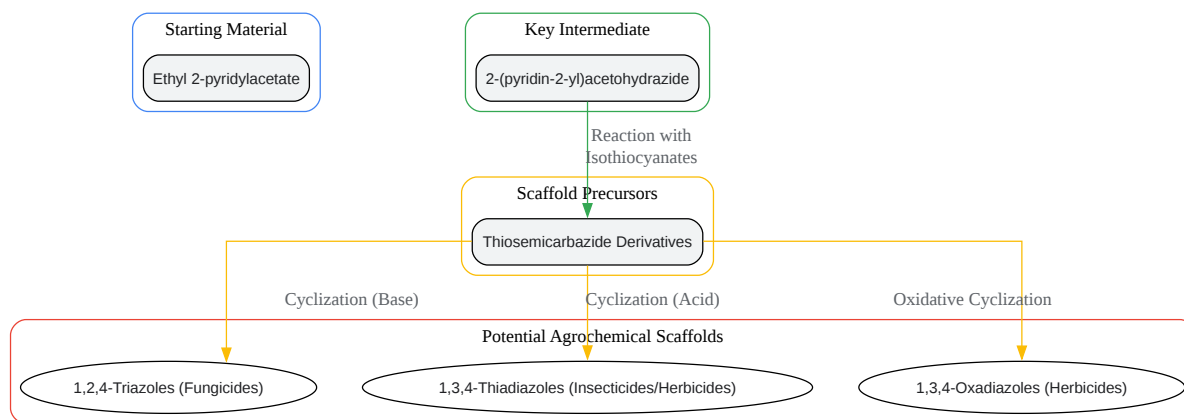 Starting Material
Key Intermediate
Ethyl 2-pyridylacetate
2-(pyridin-2-yl)acetohydrazide
Reaction with
Isothiocyanates
Scaffold Precursors
Thiosemicarbazide Derivatives
Cyclization (Base)
Cyclization (Acid)
Oxidative Cyclization
Potential Agrochemical Scaffolds
1,2,4-Triazoles (Fungicides)
1,3,4-Thiadiazoles (Insecticides/Herbicides)
1,3,4-Oxadiazoles (Herbicides)